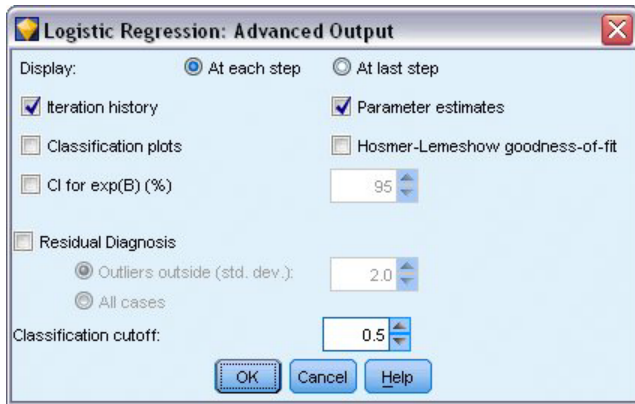 Logistic Regression: Advanced Output
Display: At each step At last step
Iteration history Parameter estimates
Classification plots Hosmer-Lemeshow goodness-of-fit
CI for exp(B) (%) 95
Residual Diagnosis
Outliers outside (std. dev.): 2.0
All cases
Classification cutoff: 0.5
OK Cancel Help